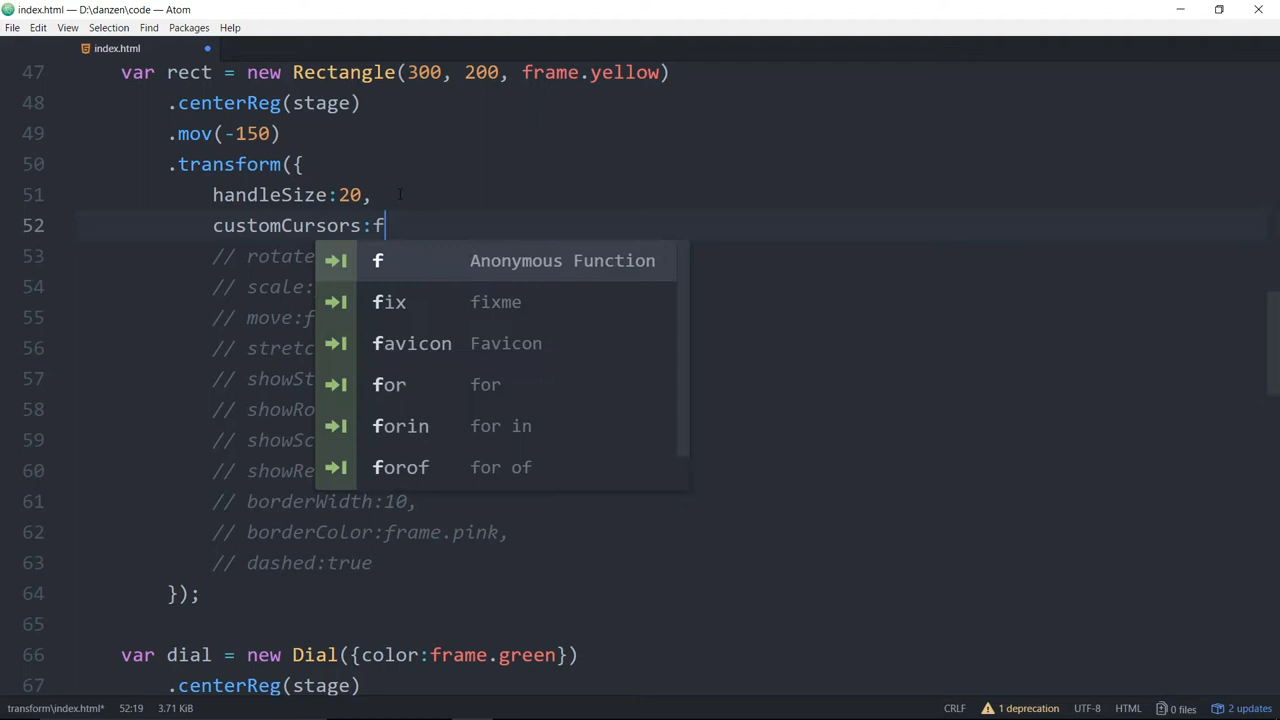 index.html — D:\danzen\code — Atom
File Edit View Selection Find Packages Help
index.html
47 var rect = new Rectangle(300, 200, frame.yellow)
48 .centerReg(stage)
49 .mov(-150)
50 .transform({
51 handleSize:20,
52 customCursors:f
53 // rotate
f Anonymous Function
54 // scale:
fix fixme
55 // move:f
56 // stretc
favicon Favicon
57 // showSt
for for
58 // showRo
forin for in
59 // showSc
60 // showRe
forof for of
61 // borderWidth:10,
62 // borderColor:frame.pink,
63 // dashed:true
64 });
65
66 var dial = new Dial({color:frame.green})
67 .centerReg(stage)
transform\index.html* 52:19 3.71 KiB CRLF 1 deprecation UTF-8 HTML 0 files 2 updates